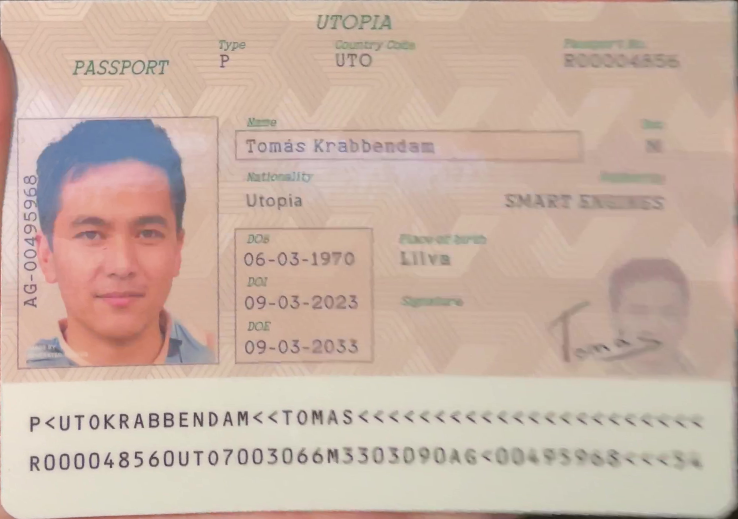 UTOPIA
PASSPORT
Type
P
Country Code
UTO
Passport No.
R00004856
Name
Tomás Krabbendam
Sex
M
Nationality
Utopia
Authority
SMART ENGINES
DOB
06-03-1970
Place of birth
Lilva
DOI
09-03-2023
Signature
DOE
09-03-2033
Tomás
AG-00495968
P<UTOKRABBENDAM<<TOMAS<<<<<<<<<<<<<<<<<<<<<<
R000048560UTO7003066M3303090AG<00495968<<<54